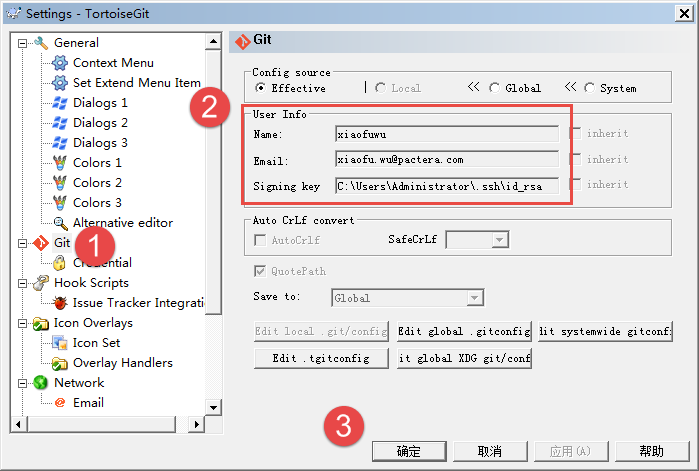 Settings - TortoiseGit
General
Context Menu
Set Extend Menu Item
Dialogs 1
Dialogs 2
Dialogs 3
Colors 1
Colors 2
Colors 3
Alternative editor
Git
1
Credential
Hook Scripts
Issue Tracker Integratio
Icon Overlays
Icon Set
Overlay Handlers
Network
Email
Git
Config source
Effective | Local << Global << System
2
User Info
Name: xiaofuwu inherit
Email: xiaofu.wu@pactera.com inherit
Signing key C:\Users\Administrator\.ssh\id_rsa inherit
Auto CrLf convert
AutoCrlf SafeCrLf
QuotePath
Save to: Global
Edit local .git/config Edit global .gitconfig dit systemwide gitconfi
Edit .tgitconfig it global XDG git/conf
3
确定 取消 应用(A) 帮助